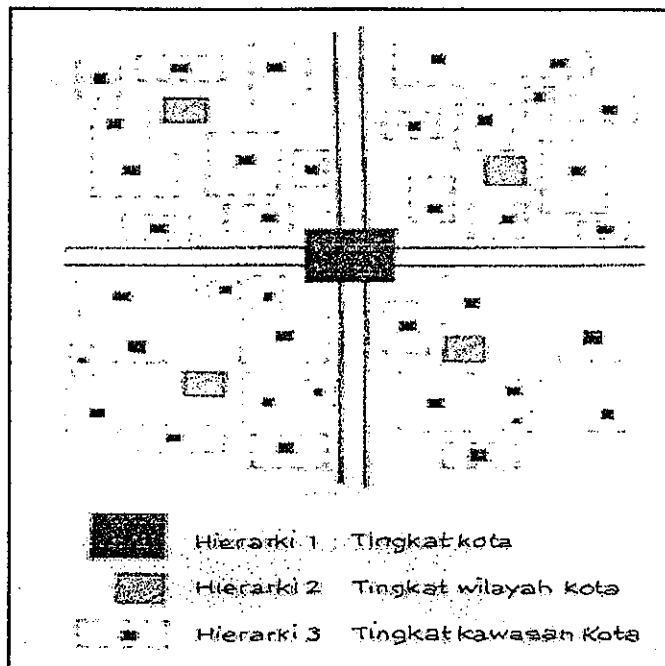 Hierarki 1 : Tingkat kota
Hierarki 2 Tingkat wilayah kota
Hierarki 3 Tingkat kawasan Kota